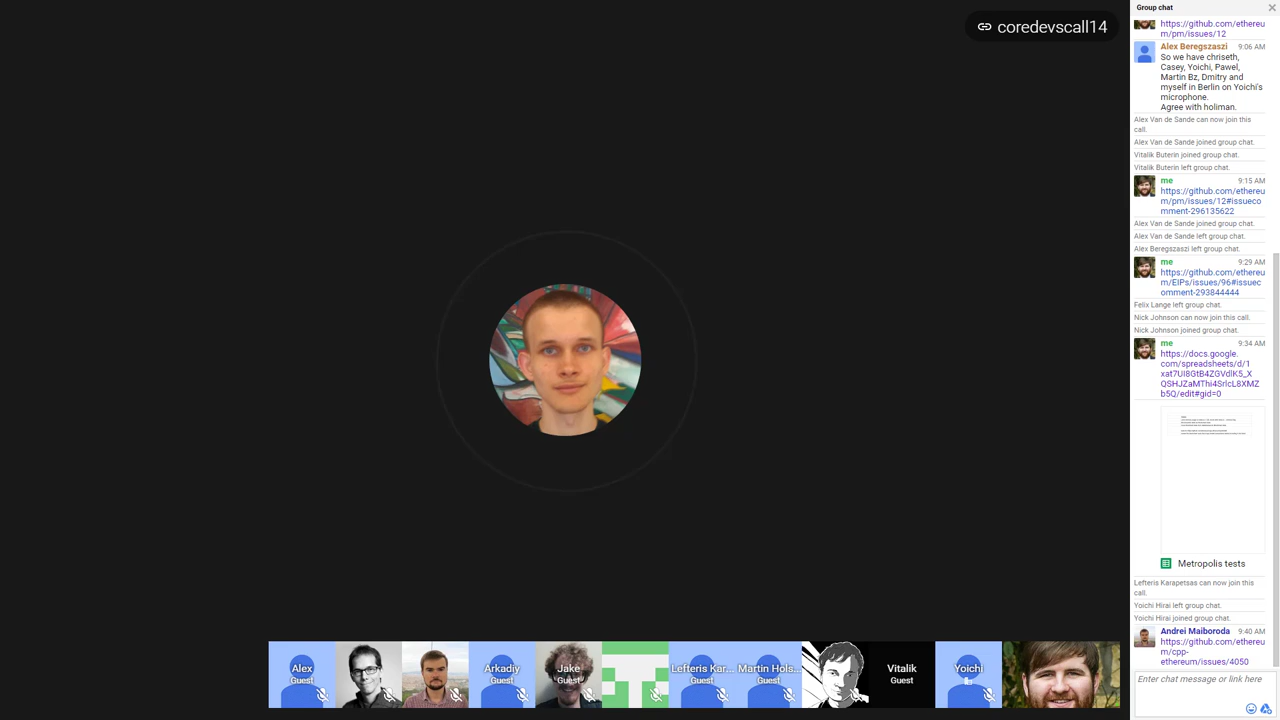 Group chat
coredevscall14
https://github.com/ethereu
m/pm/issues/12
Alex Beregszaszi 9:06 AM
So we have chriseth,
Casey, Yoichi, Pawel,
Martin Bz, Dmitry and
myself in Berlin on Yoichi's
microphone.
Agree with holiman.
Alex Van de Sande can now join this
call.
Alex Van de Sande joined group chat.
Vitalik Buterin joined group chat.
Vitalik Buterin left group chat.
me 9:15 AM
https://github.com/ethereu
m/pm/issues/12#issueco
mment-296135622
Alex Van de Sande joined group chat.
Alex Van de Sande left group chat.
Alex Beregszaszi left group chat.
me 9:29 AM
https://github.com/ethereu
m/EIPs/issues/96#issuec
omment-293844444
Felix Lange left group chat.
Nick Johnson can now join this call.
Nick Johnson joined group chat.
me 9:34 AM
https://docs.google.
com/spreadsheets/d/1
xat7UI8GtB4ZGVdlK5_X
QSHJZaMThi4SrlcL8XMZ
b5Q/edit#gid=0
Metropolis tests
Lefteris Karapetsas can now join this
call.
Yoichi Hirai left group chat.
Yoichi Hirai joined group chat.
Andrei Maiboroda 9:40 AM
https://github.com/ethereu
m/cpp-
ethereum/issues/4050
Enter chat message or link here
Alex
Guest
Arkadiy
Guest
Jake
Guest
Lefteris Kar...
Guest
Martin Hols...
Guest
Vitalik
Guest
Yoichi
Guest